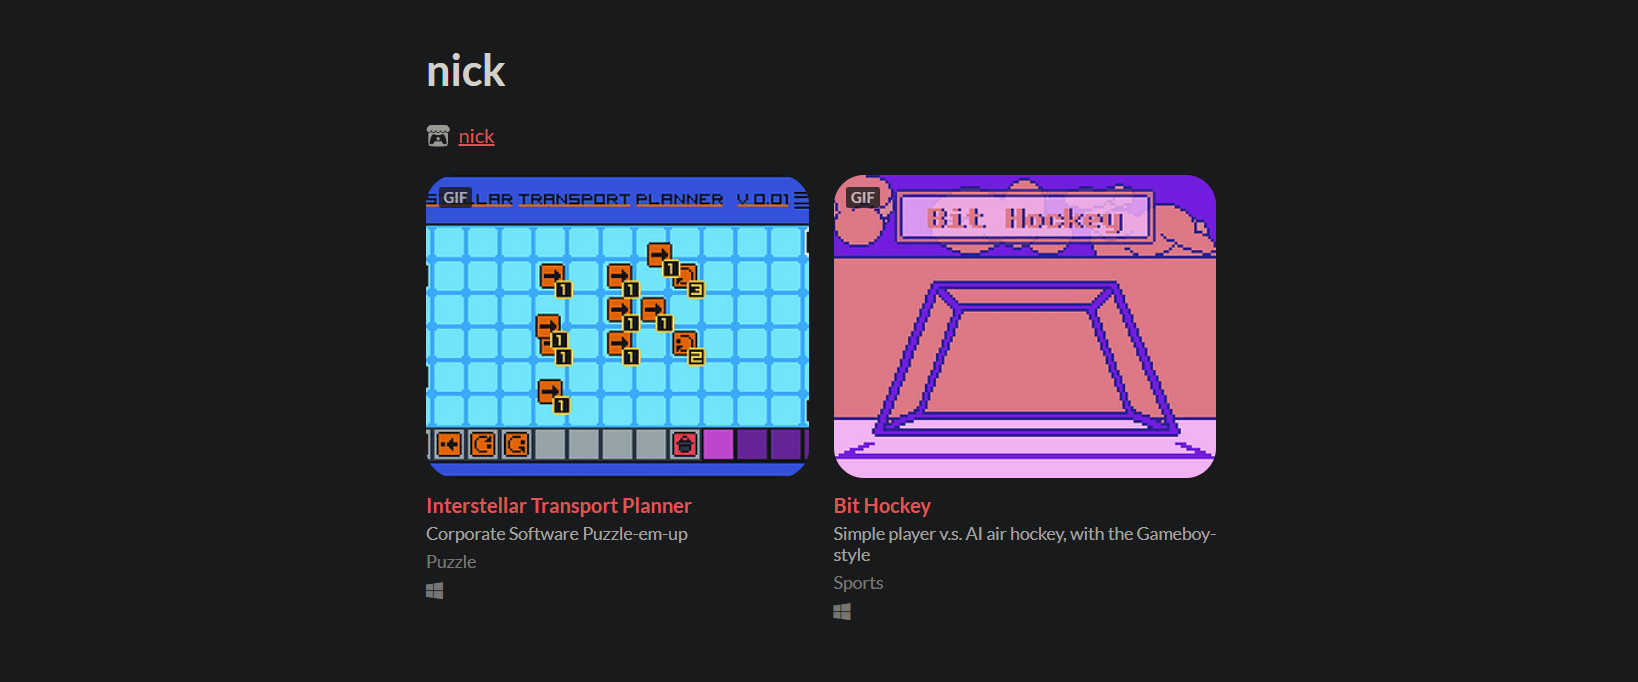 nick
nick
GIF
LAR TRANSPORT PLANNER V 0.01
1
1
1
3
1
1
1
1
1
1
2
1
GIF
Bit Hockey
Interstellar Transport Planner
Corporate Software Puzzle-em-up
Puzzle
Bit Hockey
Simple player v.s. AI air hockey, with the Gameboy-
style
Sports